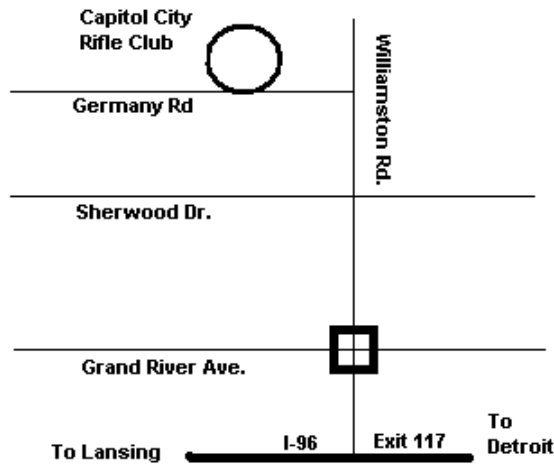 Capitol City
Rifle Club
Williamston Rd.
Germany Rd
Sherwood Dr.
Grand River Ave.
To Lansing
I-96
Exit 117
To
Detroit